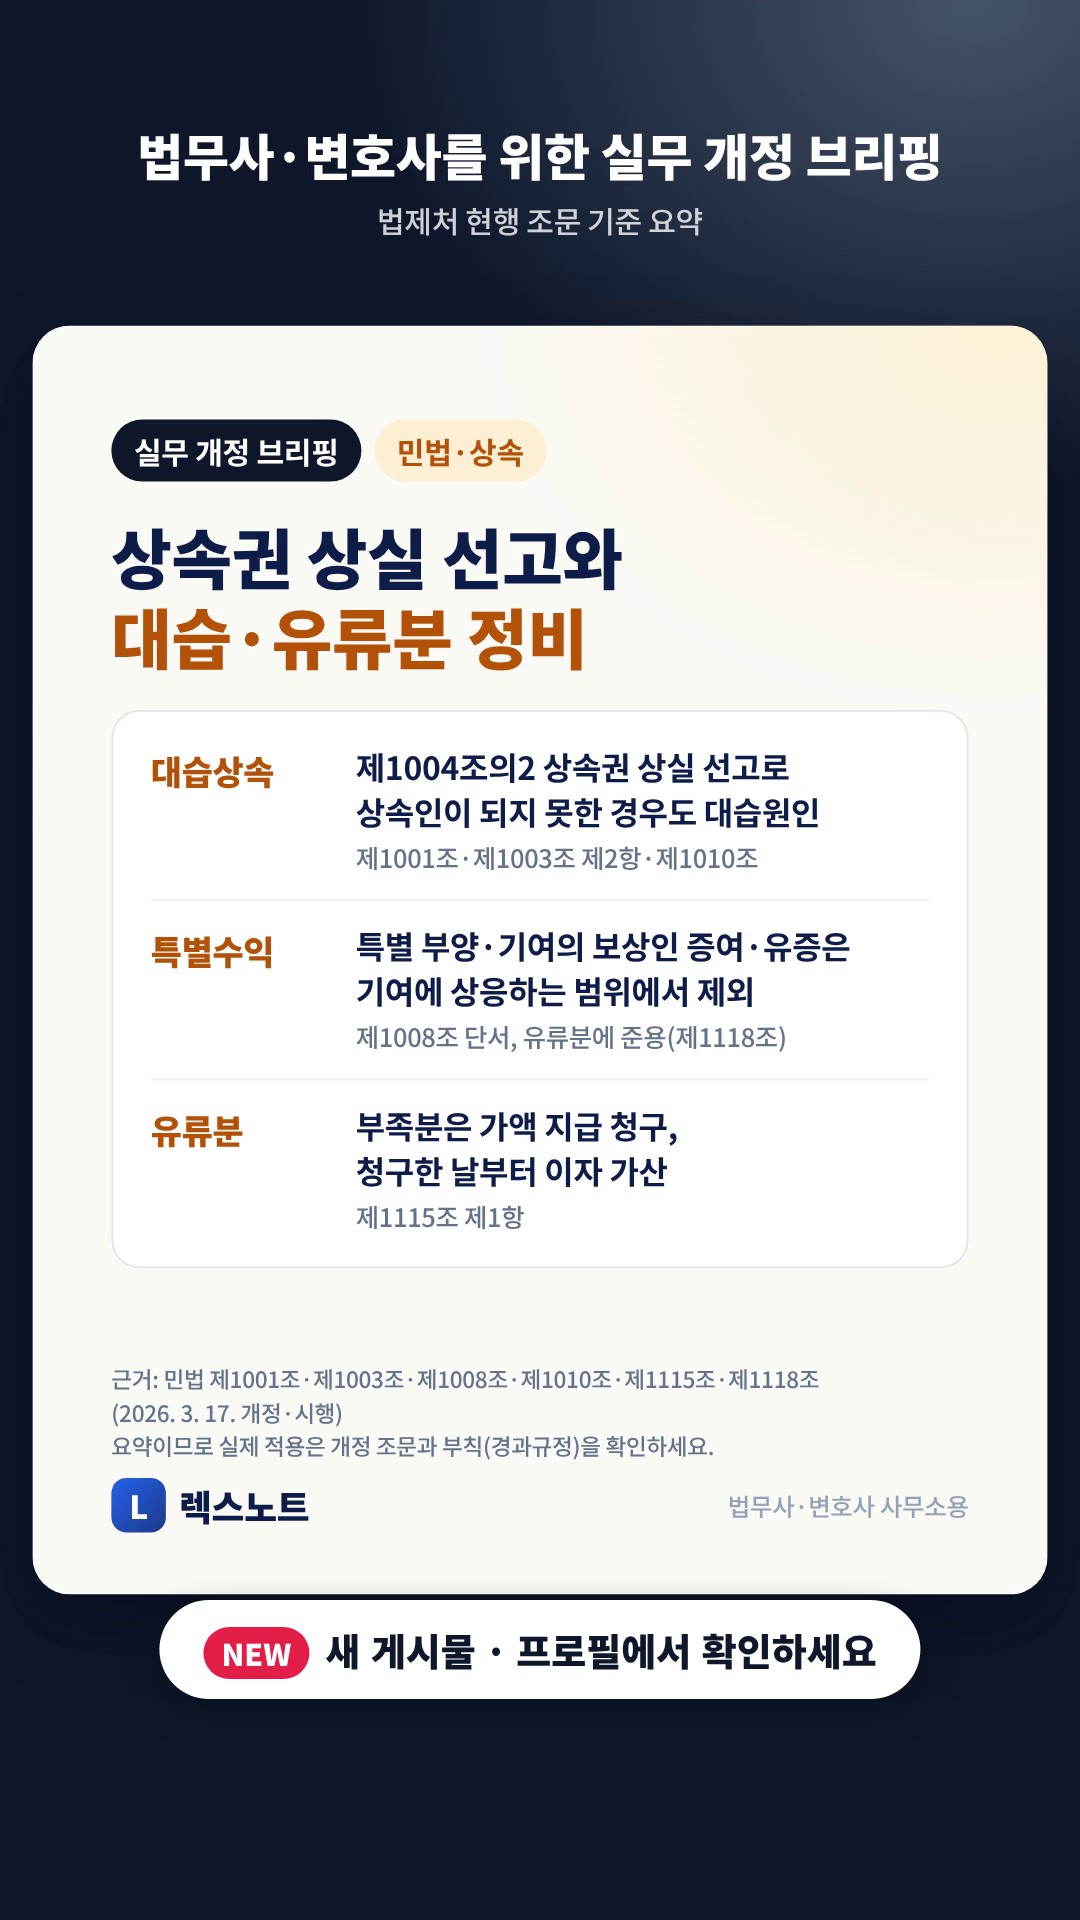 법무사·변호사를 위한 실무 개정 브리핑
법제처 현행 조문 기준 요약
실무 개정 브리핑 민법·상속
상속권 상실 선고와
대습·유류분 정비
대습상속
제1004조의2 상속권 상실 선고로
상속인이 되지 못한 경우도 대습원인
제1001조·제1003조 제2항·제1010조
특별수익
특별 부양·기여의 보상인 증여·유증은
기여에 상응하는 범위에서 제외
제1008조 단서, 유류분에 준용(제1118조)
유류분
부족분은 가액 지급 청구,
청구한 날부터 이자 가산
제1115조 제1항
근거: 민법 제1001조·제1003조·제1008조·제1010조·제1115조·제1118조
(2026. 3. 17. 개정·시행)
요약이므로 실제 적용은 개정 조문과 부칙(경과규정)을 확인하세요.
L 렉스노트
법무사·변호사 사무소용
NEW 새 게시물 · 프로필에서 확인하세요